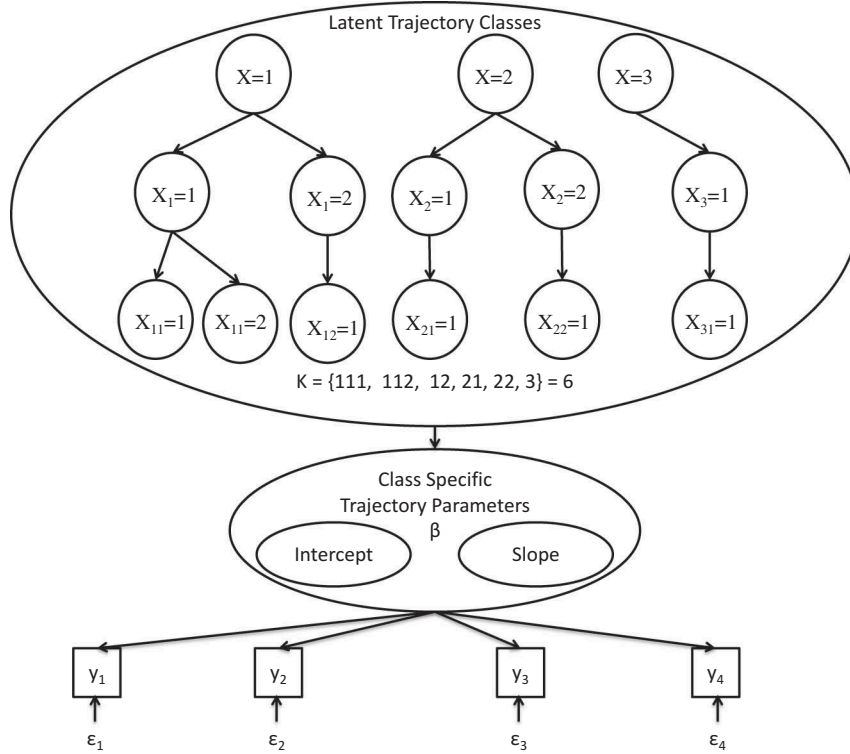 Latent Trajectory Classes
X=1 X=2 X=3
X₁=1 X₁=2 X₂=1 X₂=2 X₃=1
X₁₁=1 X₁₁=2 X₁₂=1 X₂₁=1 X₂₂=1 X₃₁=1
K = {111, 112, 12, 21, 22, 3} = 6
Class Specific
Trajectory Parameters
β
Intercept Slope
y₁ y₂ y₃ y₄
ε₁ ε₂ ε₃ ε₄